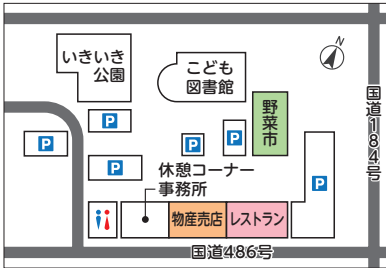 N
いきいき
公園
こども
図書館
国道184号
野菜市
P
P
P
P
P
P
休憩コーナー
事務所
物産売店
レストラン
国道486号